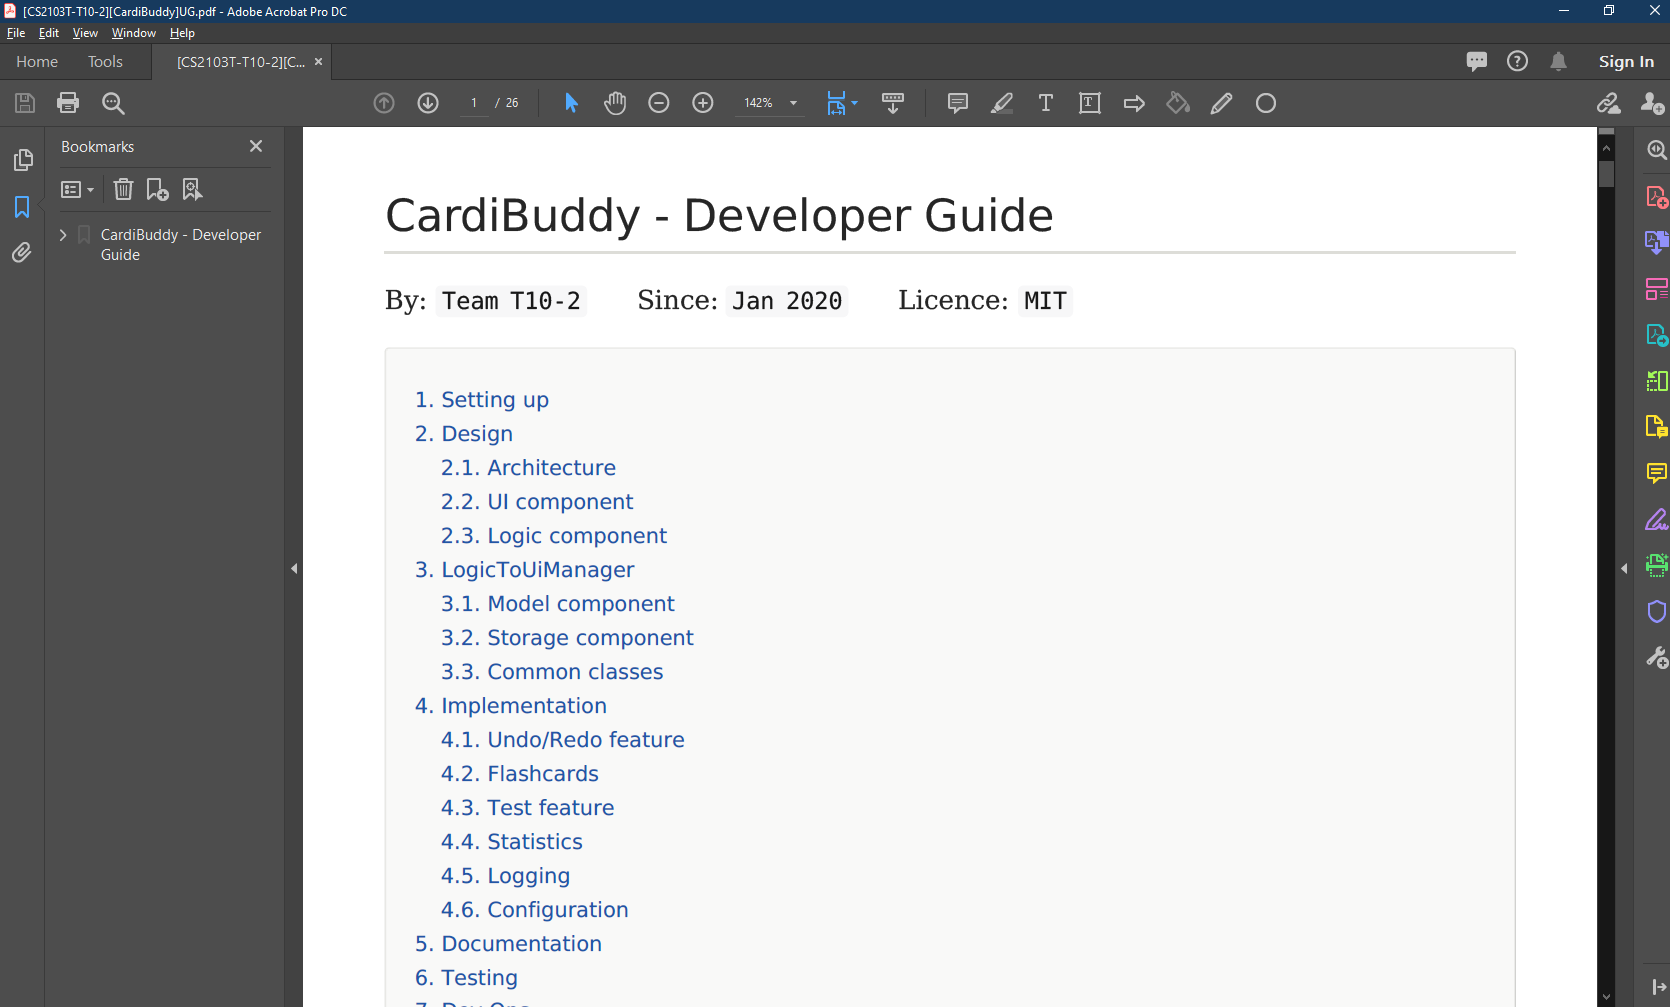 [CS2103T-T10-2][CardiBuddy]UG.pdf - Adobe Acrobat Pro DC
File Edit View Window Help
Home Tools [CS2103T-T10-2][C... Sign In
1 / 26 142%
Bookmarks
CardiBuddy - Developer
Guide
CardiBuddy - Developer Guide
By: Team T10-2 Since: Jan 2020 Licence: MIT
1. Setting up
2. Design
2.1. Architecture
2.2. UI component
2.3. Logic component
3. LogicToUiManager
3.1. Model component
3.2. Storage component
3.3. Common classes
4. Implementation
4.1. Undo/Redo feature
4.2. Flashcards
4.3. Test feature
4.4. Statistics
4.5. Logging
4.6. Configuration
5. Documentation
6. Testing
7. Dev Ops